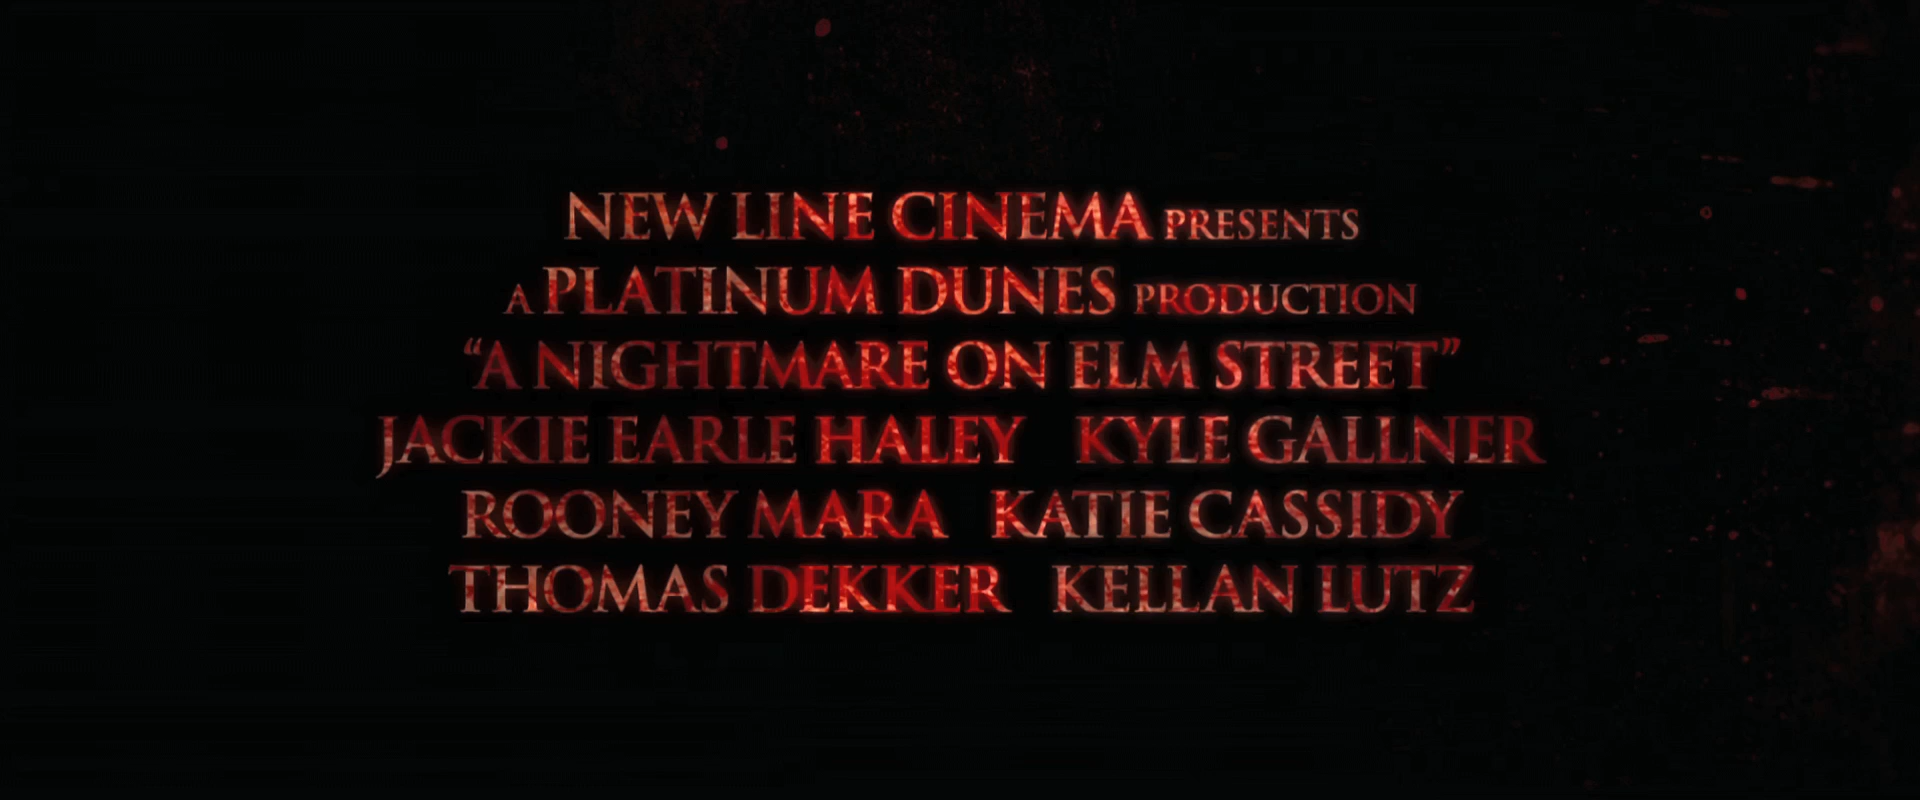 NEW LINE CINEMA PRESENTS
A PLATINUM DUNES PRODUCTION
“A NIGHTMARE ON ELM STREET”
JACKIE EARLE HALEY KYLE GALLNER
ROONEY MARA KATIE CASSIDY
THOMAS DEKKER KELLAN LUTZ